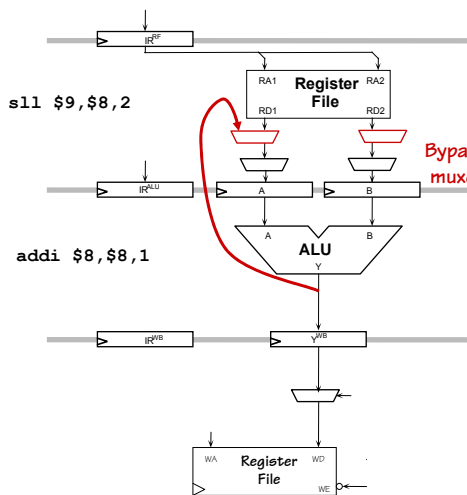 IR^RF
RA1 RA2
Register
File
sll $9,$8,2
RD1 RD2
Bypa
mux
IR^ALU A B
A B
ALU
addi $8,$8,1
Y
IR^WB Y^WB
WA Register WD
File
WE